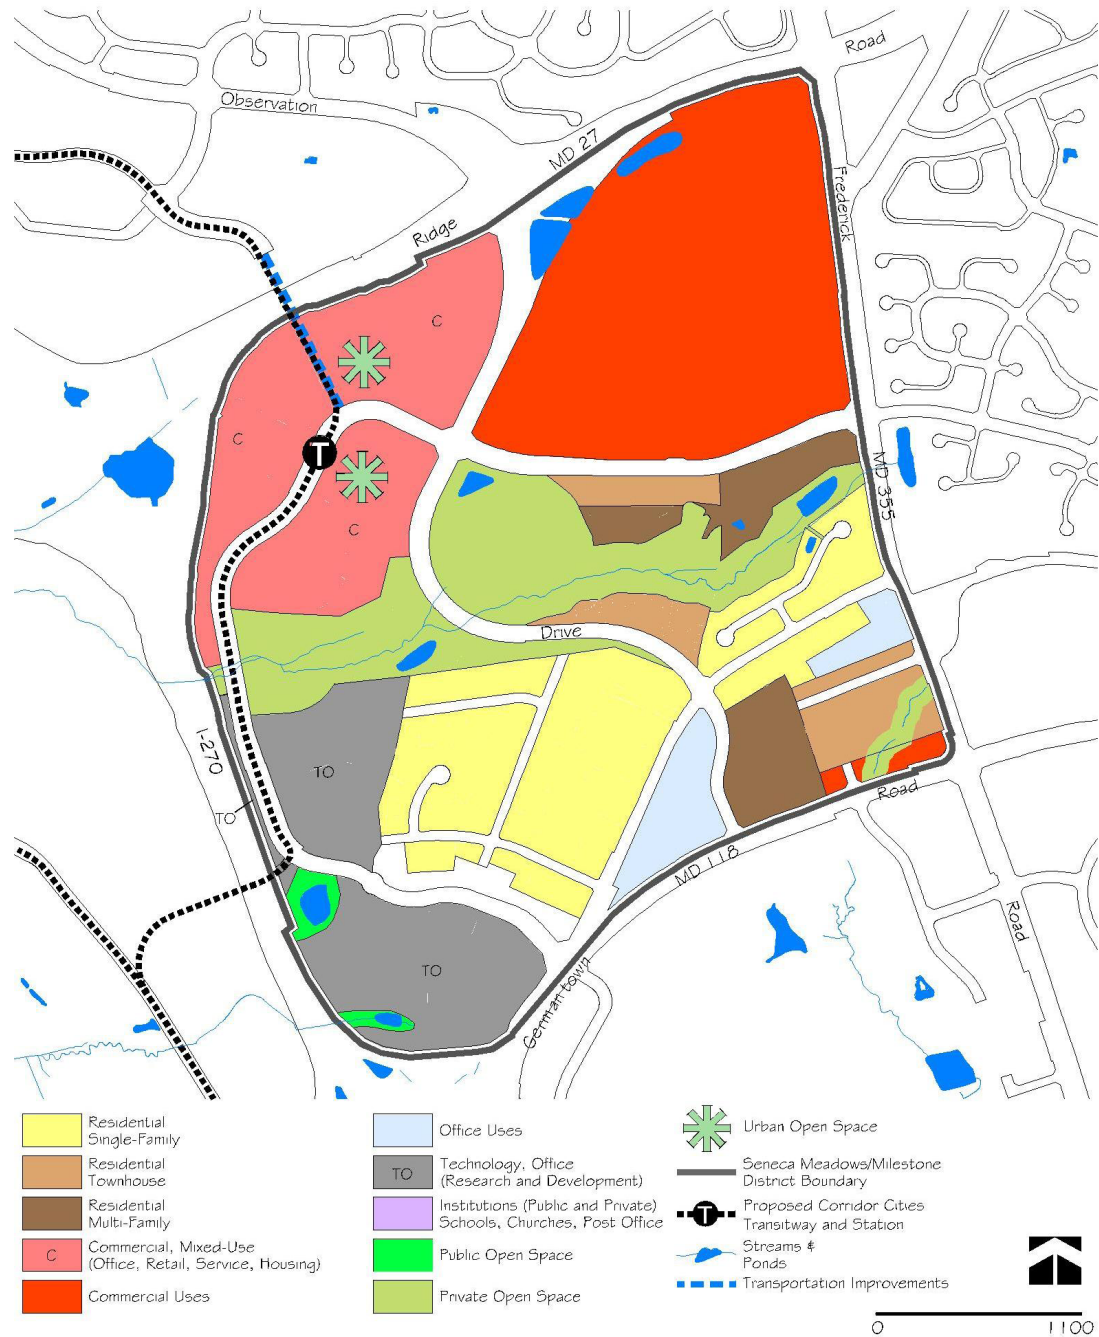 Road
Observation
MD 27
Frederick
Ridge
C
C
T
MD 355
C
Drive
I-270
TO
TO
Road
MD 118
Road
TO
Germantown
Residential
Single-Family
Residential
Townhouse
Residential
Multi-Family
C
Commercial, Mixed-Use
(Office, Retail, Service, Housing)
Commercial Uses
Office Uses
TO
Technology, Office
(Research and Development)
Institutions (Public and Private)
Schools, Churches, Post Office
Public Open Space
Private Open Space
Urban Open Space
Seneca Meadows/Milestone
District Boundary
T
Proposed Corridor Cities
Transitway and Station
Streams &
Ponds
Transportation Improvements
0 1100